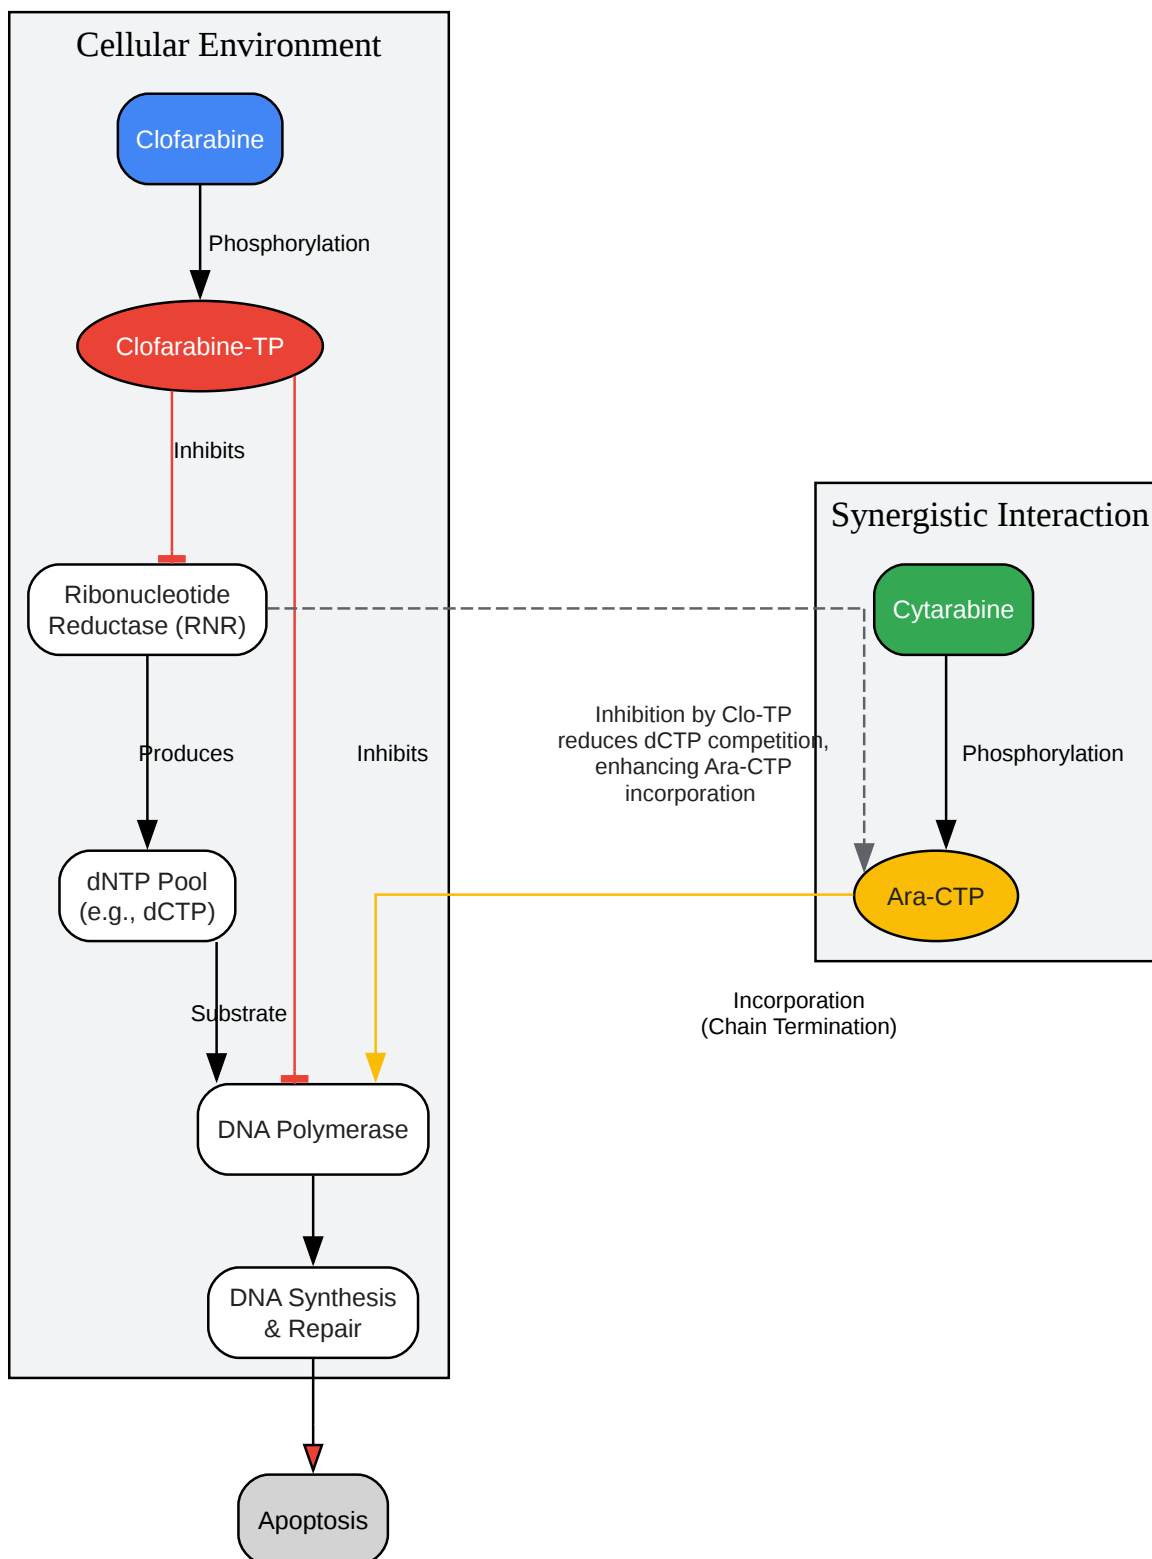 Cellular Environment
Clofarabine
Phosphorylation
Clofarabine-TP
Inhibits
Synergistic Interaction
Ribonucleotide
Reductase (RNR)
Cytarabine
Inhibition by Clo-TP
reduces dCTP competition,
enhancing Ara-CTP
incorporation
Produces
Inhibits
Phosphorylation
dNTP Pool
(e.g., dCTP)
Ara-CTP
Substrate
Incorporation
(Chain Termination)
DNA Polymerase
DNA Synthesis
& Repair
Apoptosis